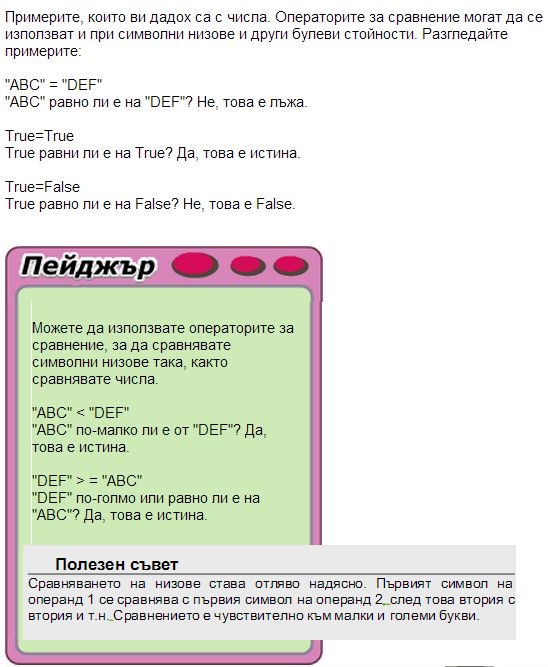 Примерите, които ви дадох са с числа. Операторите за сравнение могат да се
използват и при символни низове и други булеви стойности. Разгледайте
примерите:
"ABC" = "DEF"
"ABC" равно ли е на "DEF"? Не, това е лъжа.
True=True
True равни ли е на True? Да, това е истина.
True=False
True равно ли е на False? Не, това е False.
Пейджър
Можете да използвате операторите за
сравнение, за да сравнявате
символни низове така, както
сравнявате числа.
"ABC" < "DEF"
"ABC" по-малко ли е от "DEF"? Да,
това е истина.
"DEF" > = "ABC"
"DEF" по-голмо или равно ли е на
"ABC"? Да, това е истина.
Полезен съвет
Сравняването на низове става отляво надясно. Първият символ на
операнд 1 се сравнява с първия символ на операнд 2, след това втория с
втория и т.н. Сравнението е чувствително към малки и големи букви.